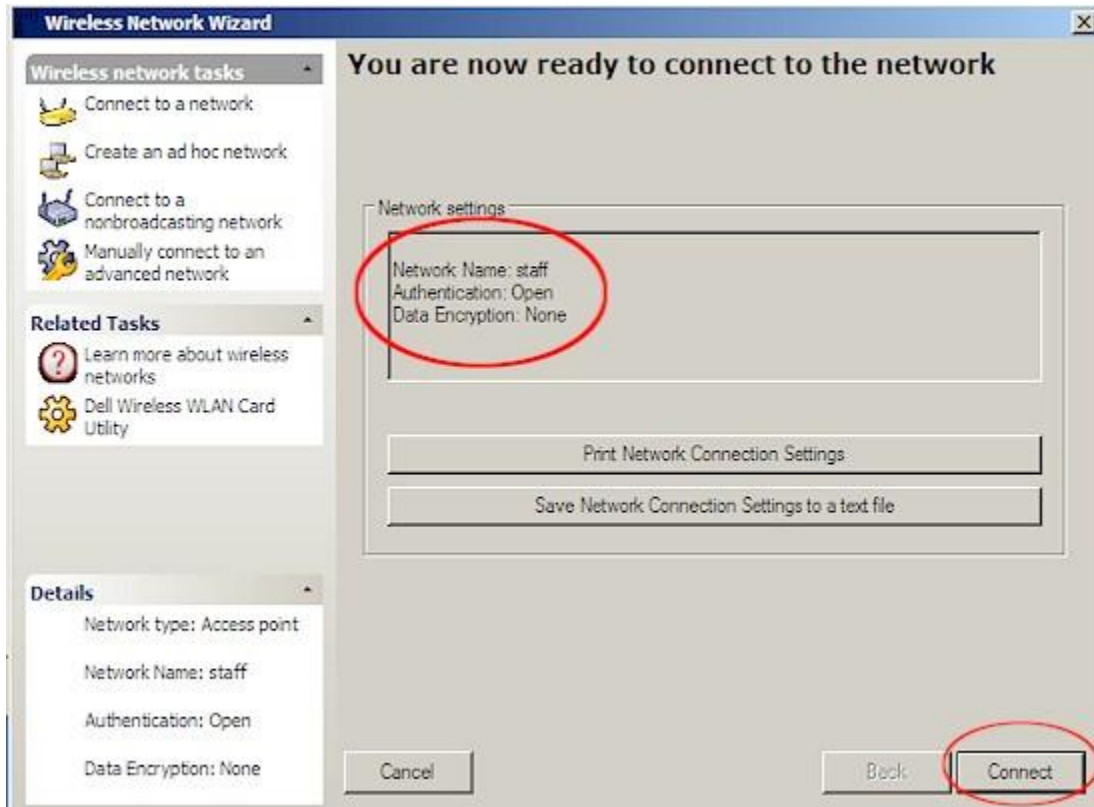 Wireless Network Wizard
Wireless network tasks
Connect to a network
Create an ad hoc network
Connect to a
nonbroadcasting network
Manually connect to an
advanced network
Related Tasks
Learn more about wireless
networks
Dell Wireless WLAN Card
Utility
Details
Network type: Access point
Network Name: staff
Authentication: Open
Data Encryption: None
You are now ready to connect to the network
Network settings
Network Name: staff
Authentication: Open
Data Encryption: None
Print Network Connection Settings
Save Network Connection Settings to a text file
Cancel
Back
Connect